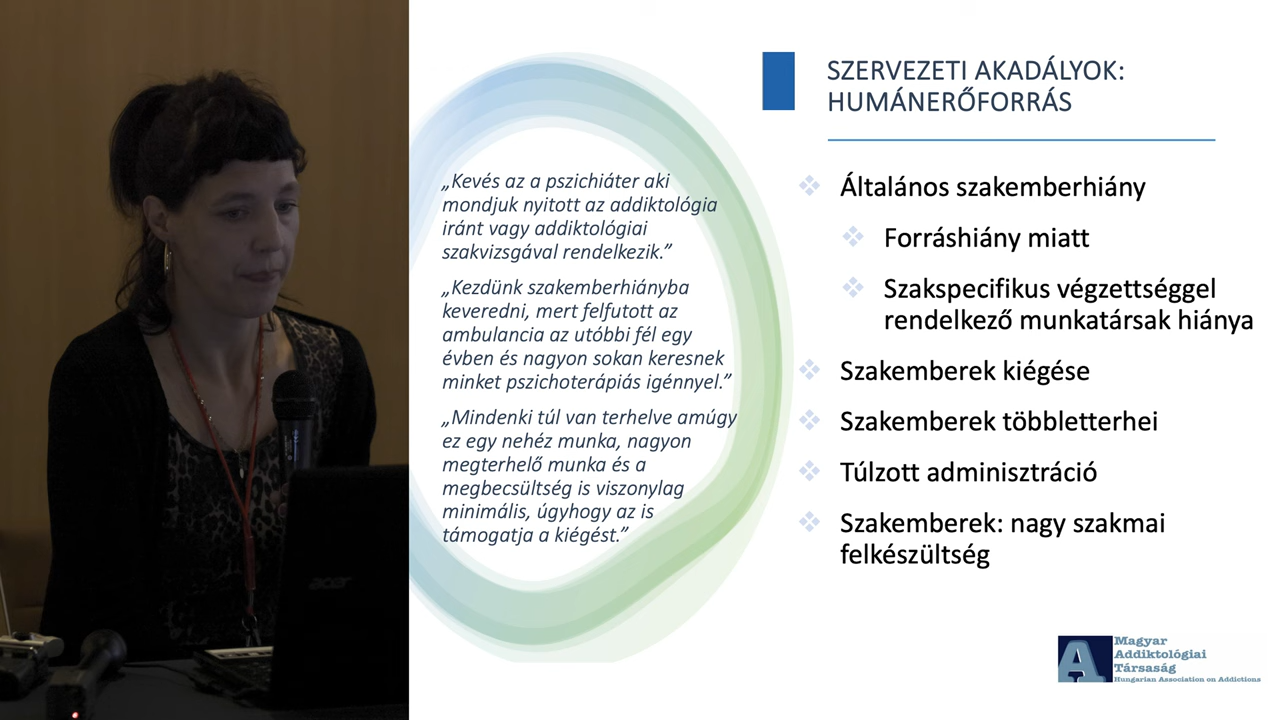 SZERVEZETI AKADÁLYOK:
HUMÁNERŐFORRÁS
„Kevés az a pszichiáter aki
mondjuk nyitott az addiktológia
iránt vagy addiktológiai
szakvizsgával rendelkezik.”
„Kezdünk szakemberhiányba
keveredni, mert felfutott az
ambulancia az utóbbi fél egy
évben és nagyon sokan keresnek
minket pszichoterápiás igénnyel.”
„Mindenki túl van terhelve amúgy
ez egy nehéz munka, nagyon
megterhelő munka és a
megbecsültség is viszonylag
minimális, úgyhogy az is
támogatja a kiégést.”
Általános szakemberhiány
Forráshiány miatt
Szakspecifikus végzettséggel
rendelkező munkatársak hiánya
Szakemberek kiégése
Szakemberek többletterhei
Túlzott adminisztráció
Szakemberek: nagy szakmai
felkészültség
acer
A
Magyar
Addiktológiai
Társaság
Hungarian Association on Addictions